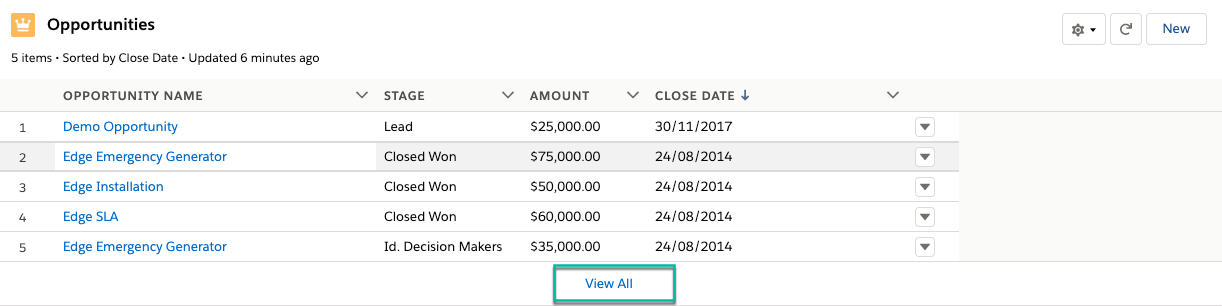 Opportunities
New
5 items • Sorted by Close Date • Updated 6 minutes ago
OPPORTUNITY NAME STAGE AMOUNT CLOSE DATE
1 Demo Opportunity Lead $25,000.00 30/11/2017
2 Edge Emergency Generator Closed Won $75,000.00 24/08/2014
3 Edge Installation Closed Won $50,000.00 24/08/2014
4 Edge SLA Closed Won $60,000.00 24/08/2014
5 Edge Emergency Generator Id. Decision Makers $35,000.00 24/08/2014
View All